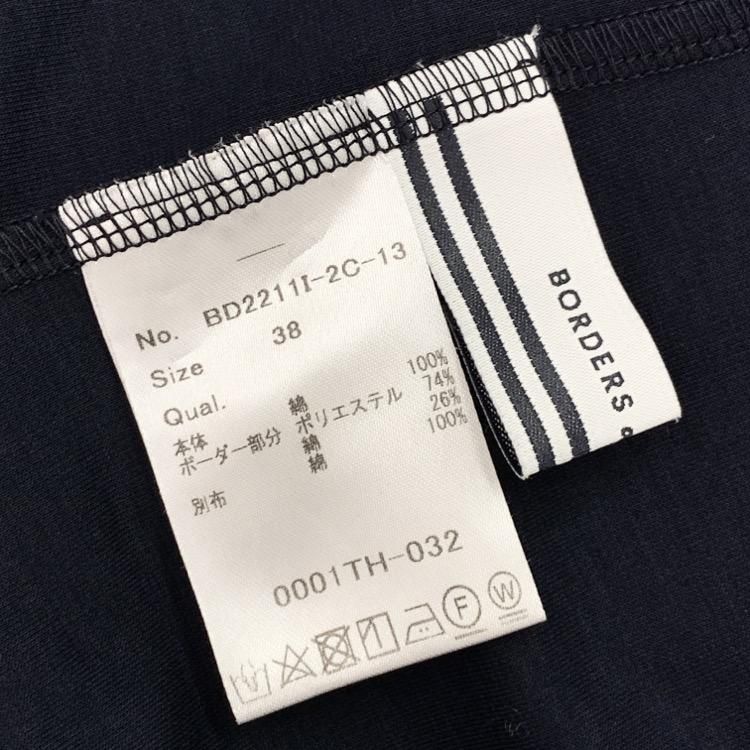 No. BD2211I-2C-13
Size 38
Qual.
本体 綿 100%
ボーダー部分 ポリエステル 74%
綿 26%
別布 綿 100%
0001TH-032
F W
BORDERS &